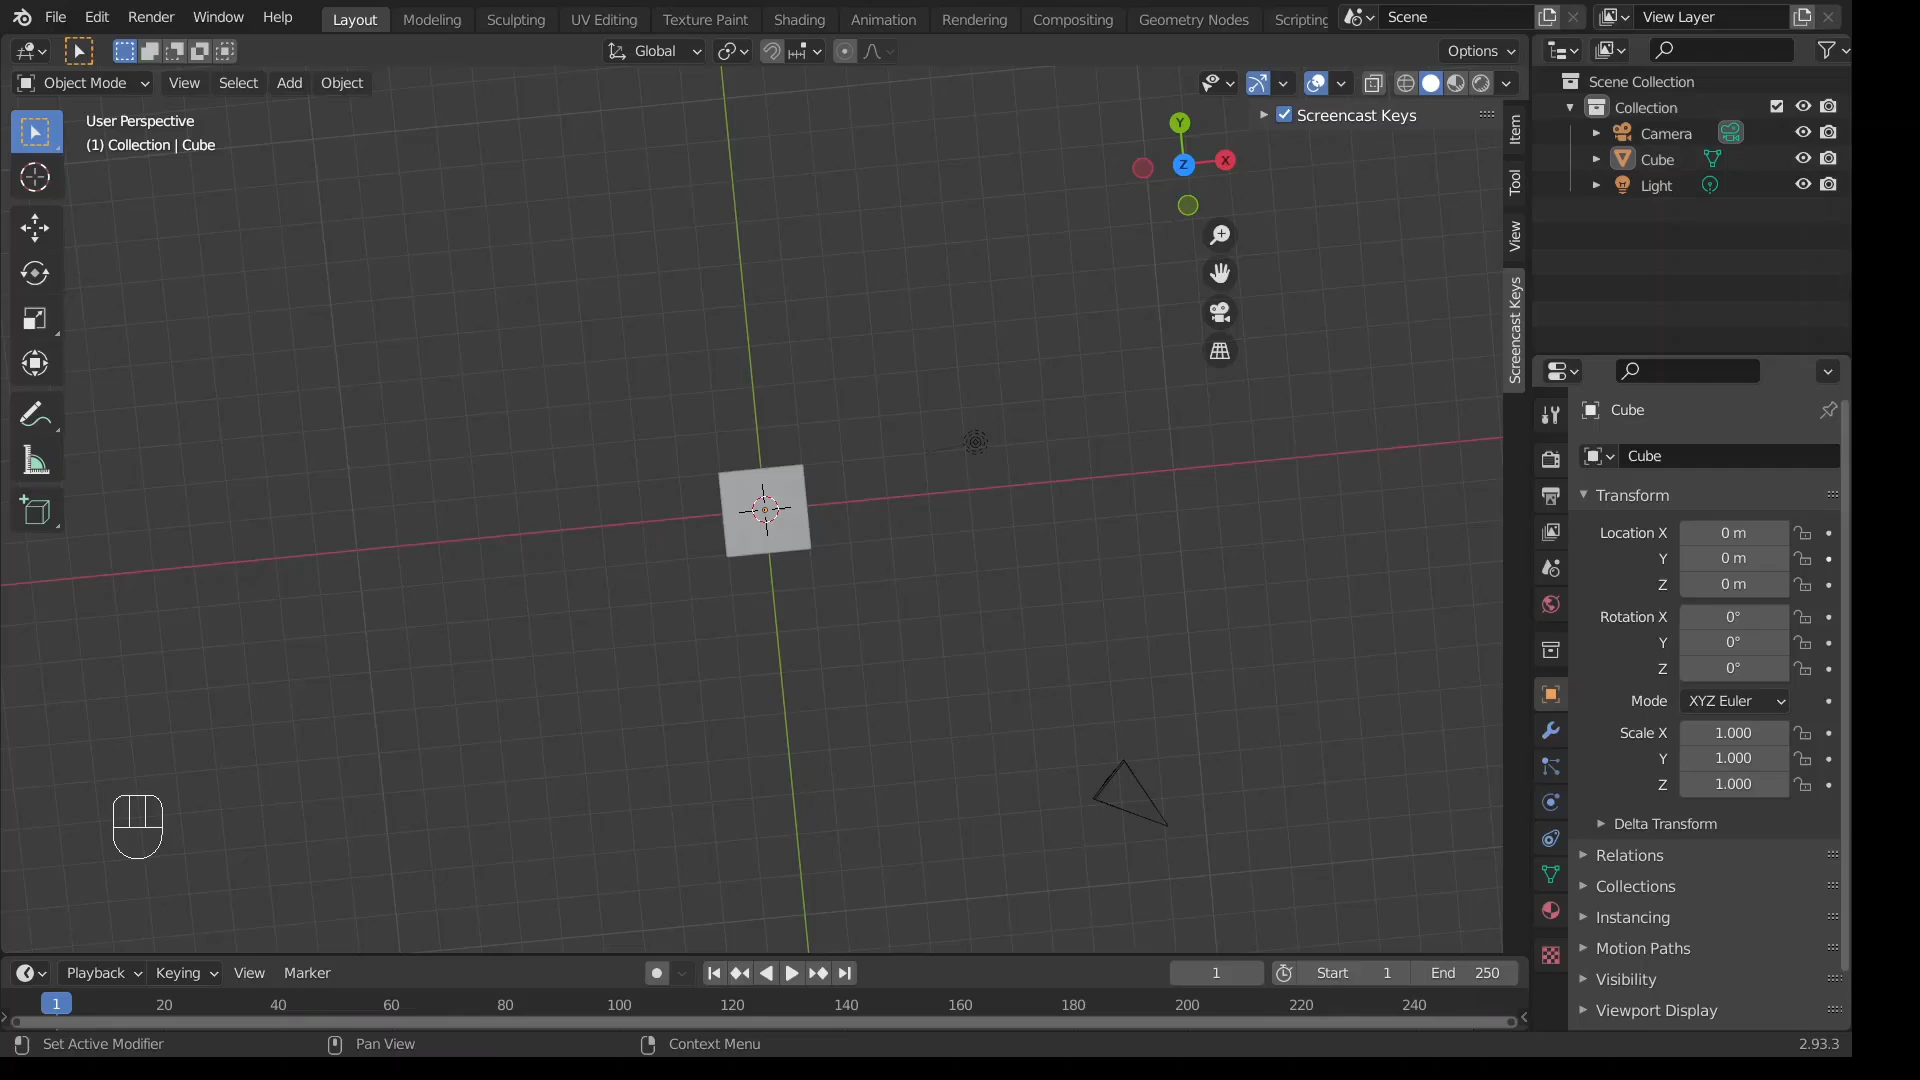 File Edit Render Window Help Layout Modeling Sculpting UV Editing Texture Paint Shading Animation Rendering Compositing Geometry Nodes Scripting Scene View Layer
Global Options
Object Mode View Select Add Object
User Perspective
(1) Collection | Cube
Screencast Keys
Y
X
Z
Item
Tool
View
Screencast Keys
Scene Collection
Collection
Camera
Cube
Light
Cube
Cube
Transform
Location X 0 m
Y 0 m
Z 0 m
Rotation X 0°
Y 0°
Z 0°
Mode XYZ Euler
Scale X 1.000
Y 1.000
Z 1.000
Delta Transform
Relations
Collections
Instancing
Motion Paths
Visibility
Viewport Display
Playback Keying View Marker 1 Start 1 End 250
1 20 40 60 80 100 120 140 160 180 200 220 240
Set Active Modifier Pan View Context Menu 2.93.3